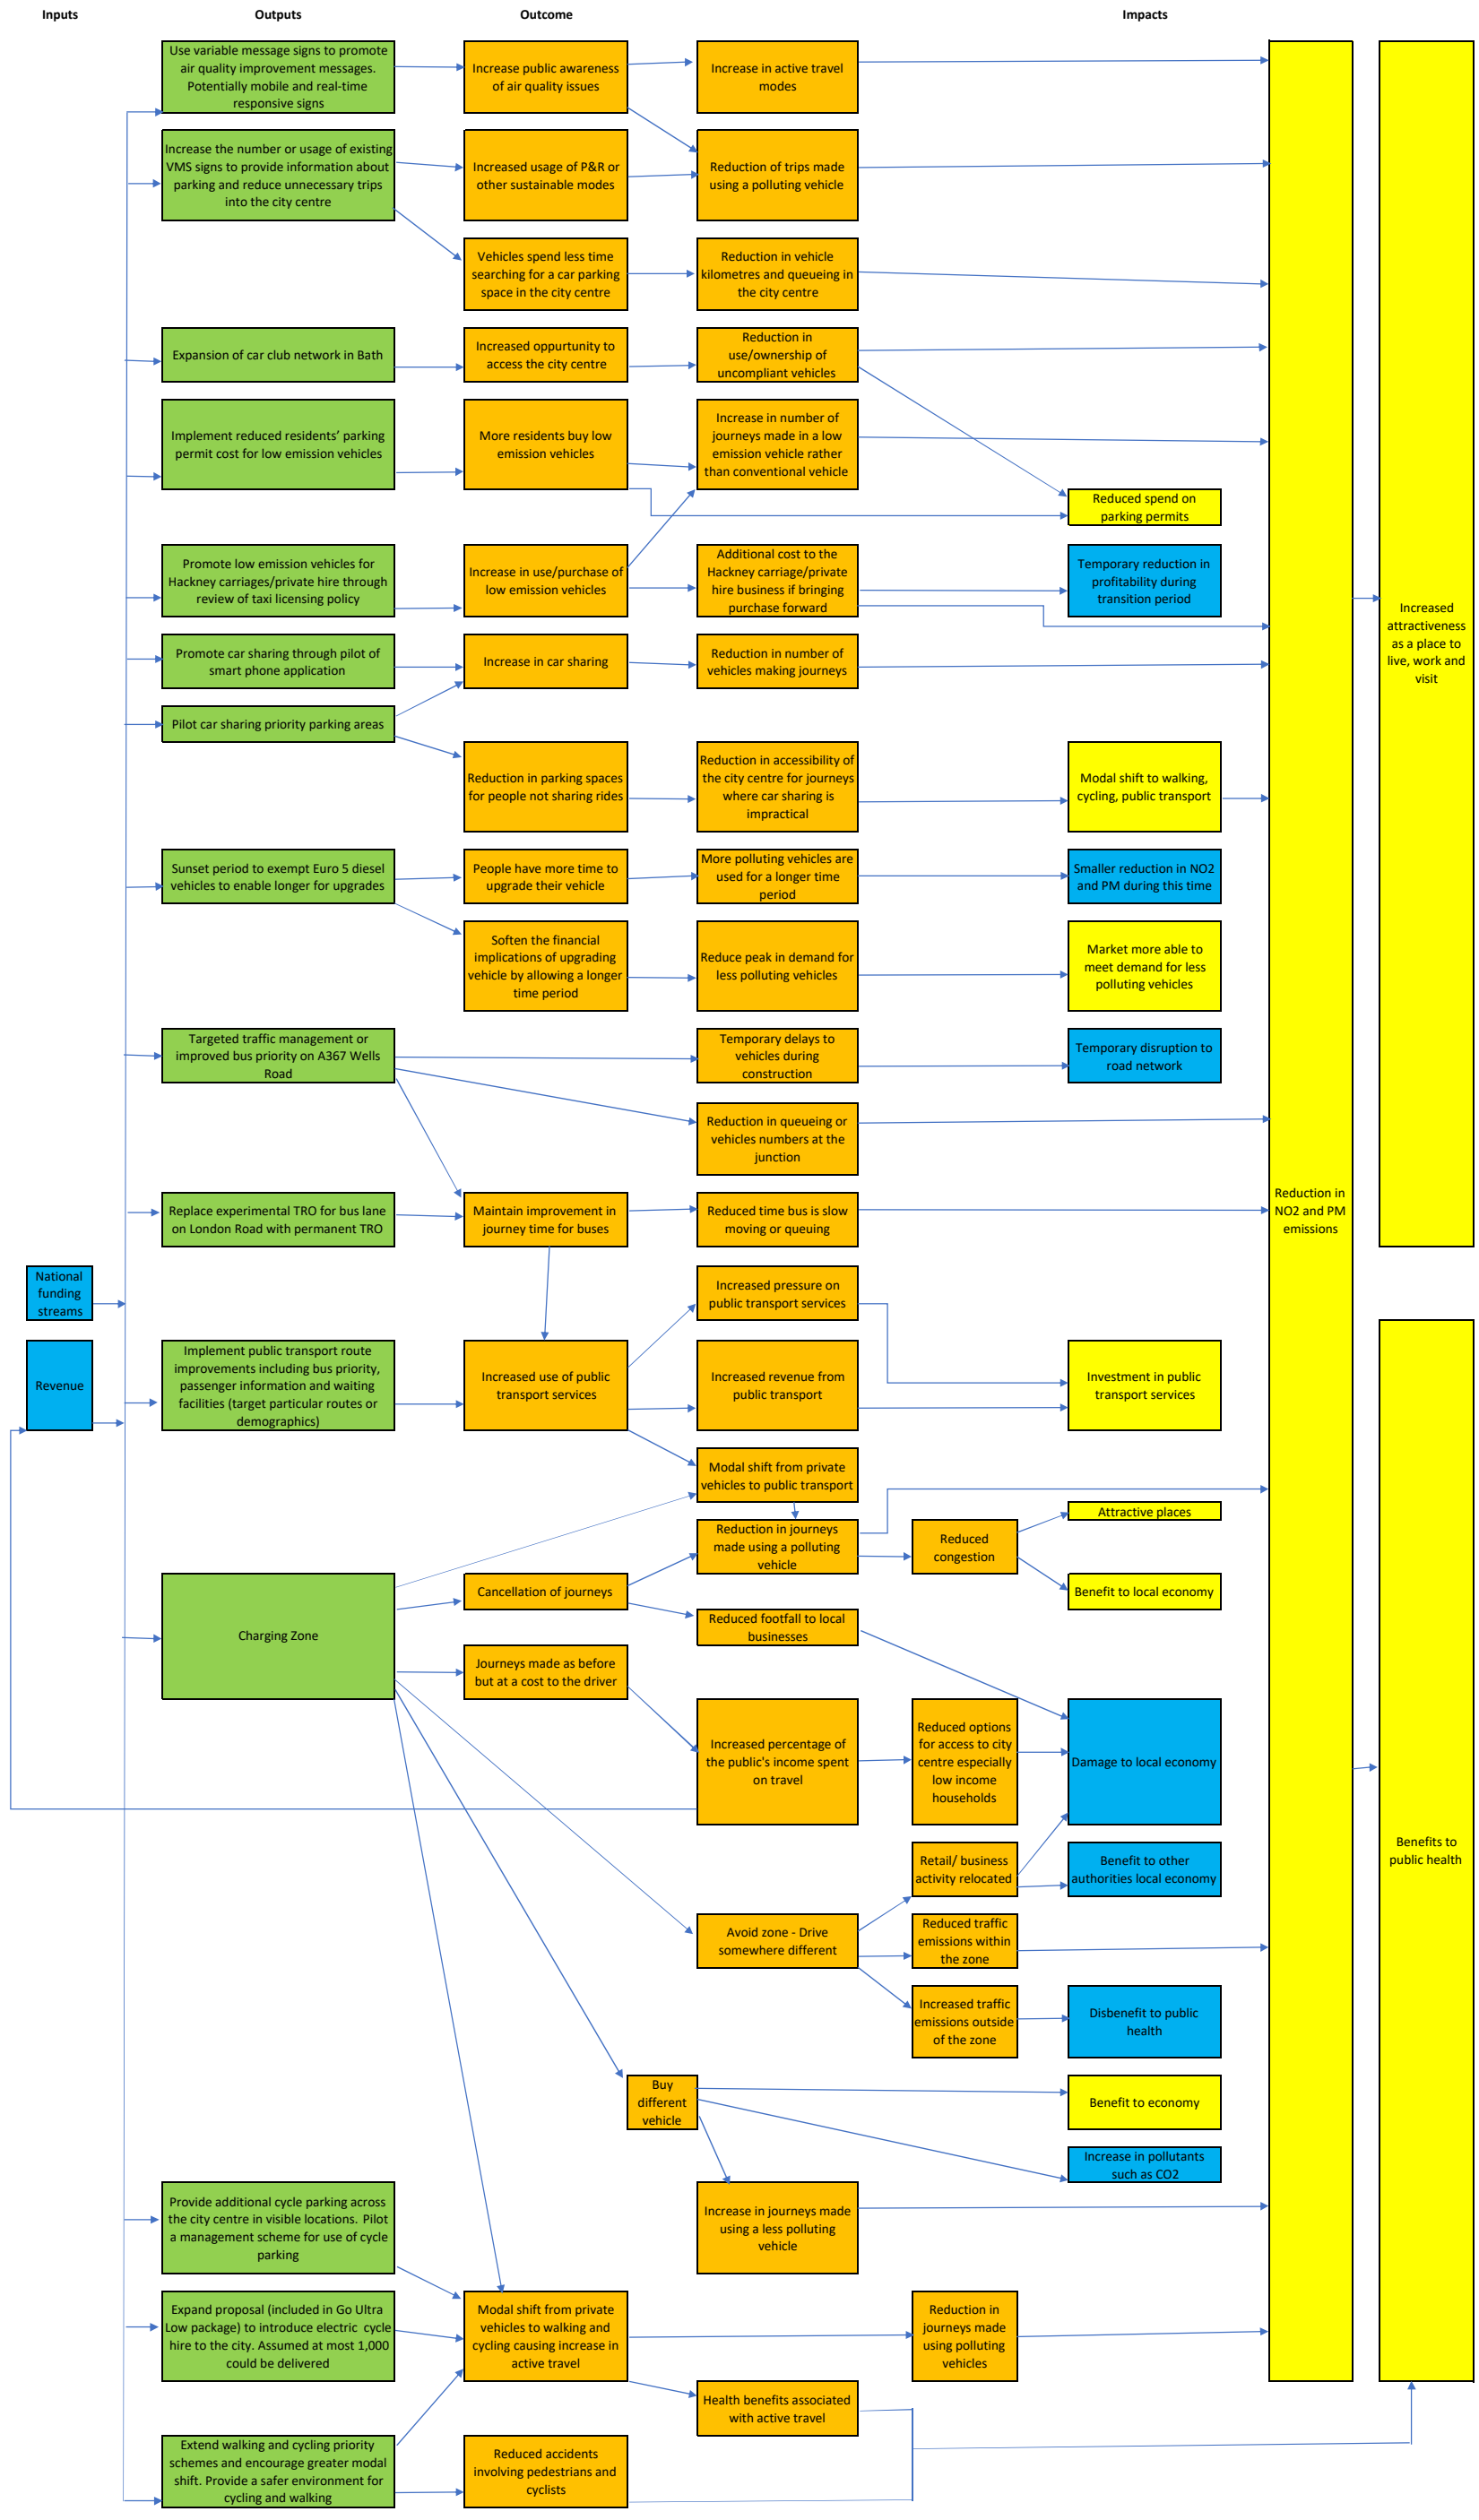 Inputs
Outputs
Outcome
Impacts
Use variable message signs to promote
air quality improvement messages.
Potentially mobile and real-time
responsive signs
Increase public awareness
of air quality issues
Increase in active travel
modes
Increase the number or usage of existing
VMS signs to provide information about
parking and reduce unnecessary trips
into the city centre
Increased usage of P&R or
other sustainable modes
Reduction of trips made
using a polluting vehicle
Vehicles spend less time
searching for a car parking
space in the city centre
Reduction in vehicle
kilometres and queueing in
the city centre
Expansion of car club network in Bath
Increased oppurtunity to
access the city centre
Reduction in
use/ownership of
uncompliant vehicles
Implement reduced residents’ parking
permit cost for low emission vehicles
More residents buy low
emission vehicles
Increase in number of
journeys made in a low
emission vehicle rather
than conventional vehicle
Reduced spend on
parking permits
Promote low emission vehicles for
Hackney carriages/private hire through
review of taxi licensing policy
Increase in use/purchase of
low emission vehicles
Additional cost to the
Hackney carriage/private
hire business if bringing
purchase forward
Temporary reduction in
profitability during
transition period
Increased
attractiveness
as a place to
live, work and
visit
Promote car sharing through pilot of
smart phone application
Increase in car sharing
Reduction in number of
vehicles making journeys
Pilot car sharing priority parking areas
Reduction in parking spaces
for people not sharing rides
Reduction in accessibility of
the city centre for journeys
where car sharing is
impractical
Modal shift to walking,
cycling, public transport
Sunset period to exempt Euro 5 diesel
vehicles to enable longer for upgrades
People have more time to
upgrade their vehicle
More polluting vehicles are
used for a longer time
period
Smaller reduction in NO2
and PM during this time
Soften the financial
implications of upgrading
vehicle by allowing a longer
time period
Reduce peak in demand for
less polluting vehicles
Market more able to
meet demand for less
polluting vehicles
Targeted traffic management or
improved bus priority on A367 Wells
Road
Temporary delays to
vehicles during
construction
Temporary disruption to
road network
Reduction in queueing or
vehicles numbers at the
junction
Replace experimental TRO for bus lane
on London Road with permanent TRO
Maintain improvement in
journey time for buses
Reduced time bus is slow
moving or queuing
Reduction in
NO2 and PM
emissions
National
funding
streams
Increased pressure on
public transport services
Revenue
Implement public transport route
improvements including bus priority,
passenger information and waiting
facilities (target particular routes or
demographics)
Increased use of public
transport services
Increased revenue from
public transport
Investment in public
transport services
Modal shift from private
vehicles to public transport
Reduction in journeys
made using a polluting
vehicle
Reduced
congestion
Attractive places
Benefit to local economy
Charging Zone
Cancellation of journeys
Reduced footfall to local
businesses
Journeys made as before
but at a cost to the driver
Increased percentage of
the public's income spent
on travel
Reduced options
for access to city
centre especially
low income
households
Damage to local economy
Retail/ business
activity relocated
Benefit to other
authorities local economy
Benefits to
public health
Avoid zone - Drive
somewhere different
Reduced traffic
emissions within
the zone
Increased traffic
emissions outside
of the zone
Disbenefit to public
health
Buy
different
vehicle
Benefit to economy
Increase in pollutants
such as CO2
Provide additional cycle parking across
the city centre in visible locations. Pilot
a management scheme for use of cycle
parking
Increase in journeys made
using a less polluting
vehicle
Expand proposal (included in Go Ultra
Low package) to introduce electric cycle
hire to the city. Assumed at most 1,000
could be delivered
Modal shift from private
vehicles to walking and
cycling causing increase in
active travel
Reduction in
journeys made
using polluting
vehicles
Health benefits associated
with active travel
Extend walking and cycling priority
schemes and encourage greater modal
shift. Provide a safer environment for
cycling and walking
Reduced accidents
involving pedestrians and
cyclists